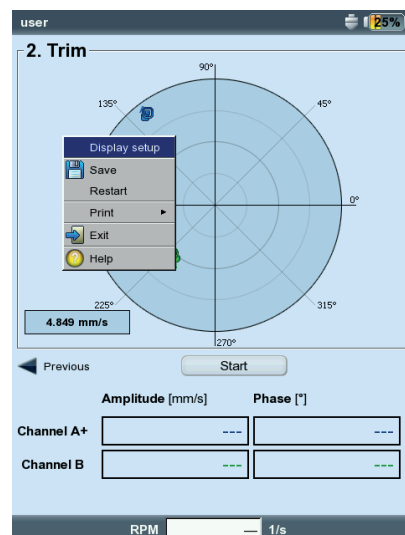 user 25%
2. Trim
90°
135° 45°
Display setup
Save
Restart
0°
Print
Exit
Help
225° 315°
4.849 mm/s
270°
Previous Start
Amplitude [mm/s] Phase [°]
Channel A+ --- ---
Channel B --- ---
RPM — 1/s